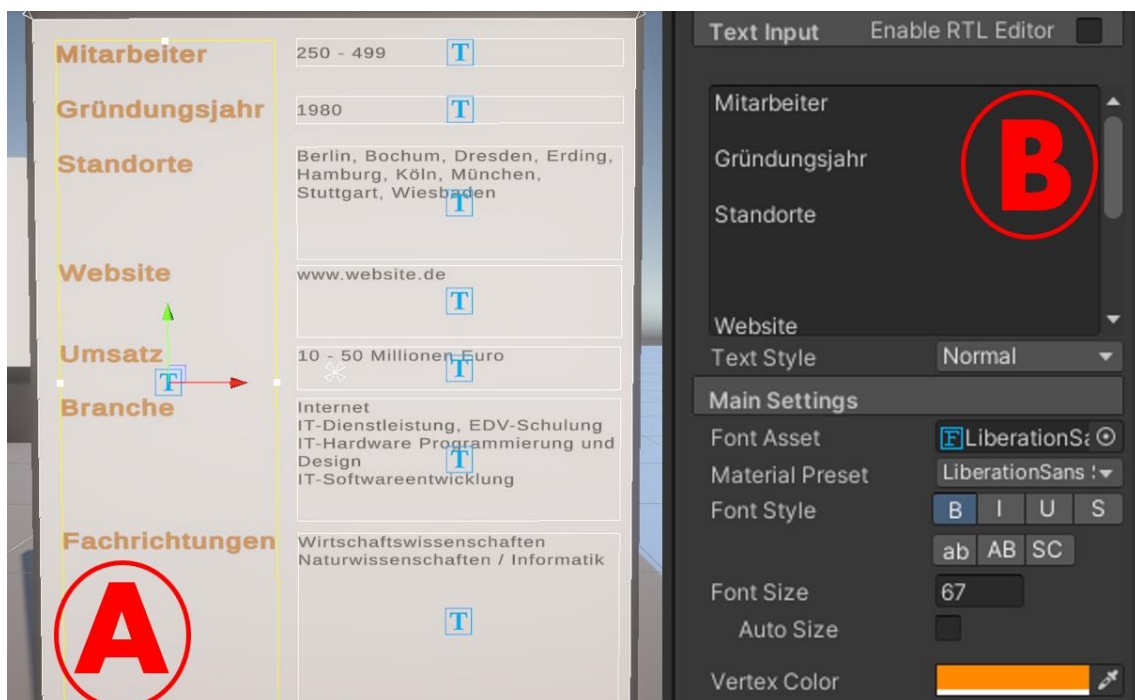 Mitarbeiter
250 - 499
Gründungsjahr
1980
Standorte
Berlin, Bochum, Dresden, Erding,
Hamburg, Köln, München,
Stuttgart, Wiesbaden
Website
www.website.de
Umsatz
10 - 50 Millionen Euro
Branche
Internet
IT-Dienstleistung, EDV-Schulung
IT-Hardware Programmierung und
Design
IT-Softwareentwicklung
Fachrichtungen
Wirtschaftswissenschaften
Naturwissenschaften / Informatik
T
T
T
T
T
T
T
T
A
Text Input Enable RTL Editor
Mitarbeiter
Gründungsjahr
Standorte
Website
B
Text Style Normal
Main Settings
Font Asset F LiberationSa
Material Preset LiberationSans S
Font Style B I U S
ab AB SC
Font Size 67
Auto Size
Vertex Color